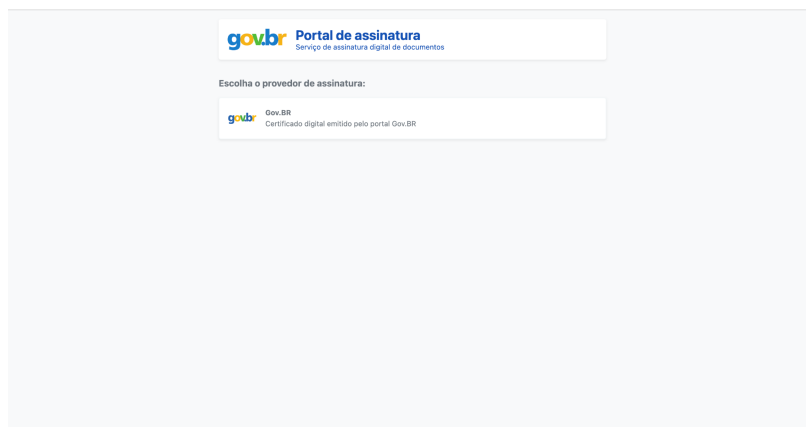 gov.br
Portal de assinatura
Serviço de assinatura digital de documentos
Escolha o provedor de assinatura:
gov.br
Gov.BR
Certificado digital emitido pelo portal Gov.BR